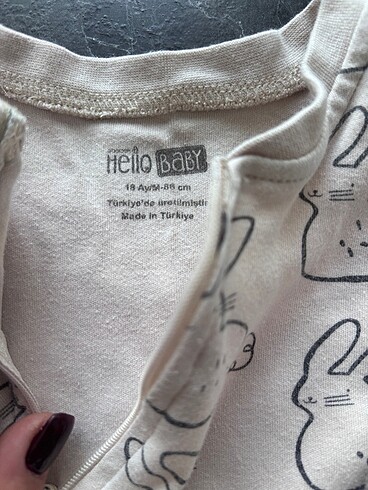 Hello BABY
18 Ay/M-86 cm
Türkiye'de üretilmiştir
Made in Türkiye